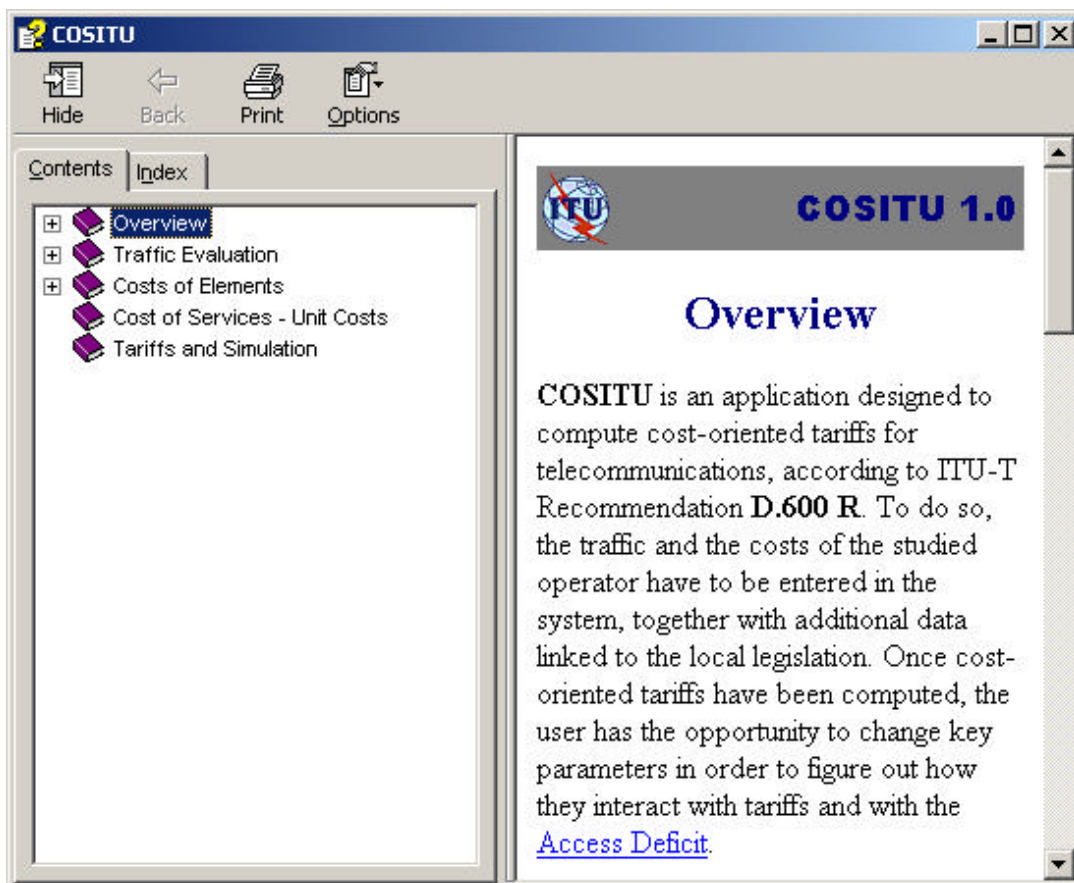 COSITU
Hide
Back
Print
Options
Contents
Index
Overview
Traffic Evaluation
Costs of Elements
Cost of Services - Unit Costs
Tariffs and Simulation
ITU
COSITU 1.0
Overview
COSITU is an application designed to
compute cost-oriented tariffs for
telecommunications, according to ITU-T
Recommendation D.600 R. To do so,
the traffic and the costs of the studied
operator have to be entered in the
system, together with additional data
linked to the local legislation. Once cost-
oriented tariffs have been computed, the
user has the opportunity to change key
parameters in order to figure out how
they interact with tariffs and with the
Access Deficit.